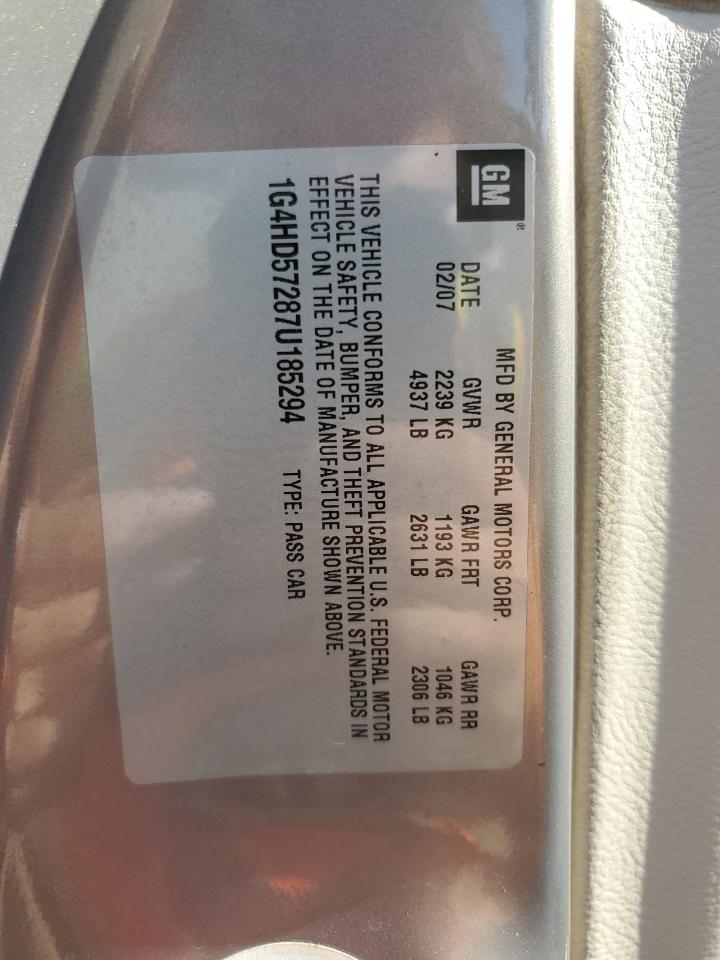 GM ®
MFD BY GENERAL MOTORS CORP.
DATE GVWR GAWR FRT GAWR RR
02/07 2239 KG 1193 KG 1046 KG
4937 LB 2631 LB 2306 LB
THIS VEHICLE CONFORMS TO ALL APPLICABLE U.S. FEDERAL MOTOR
VEHICLE SAFETY, BUMPER, AND THEFT PREVENTION STANDARDS IN
EFFECT ON THE DATE OF MANUFACTURE SHOWN ABOVE.
1G4HD57287U185294 TYPE: PASS CAR